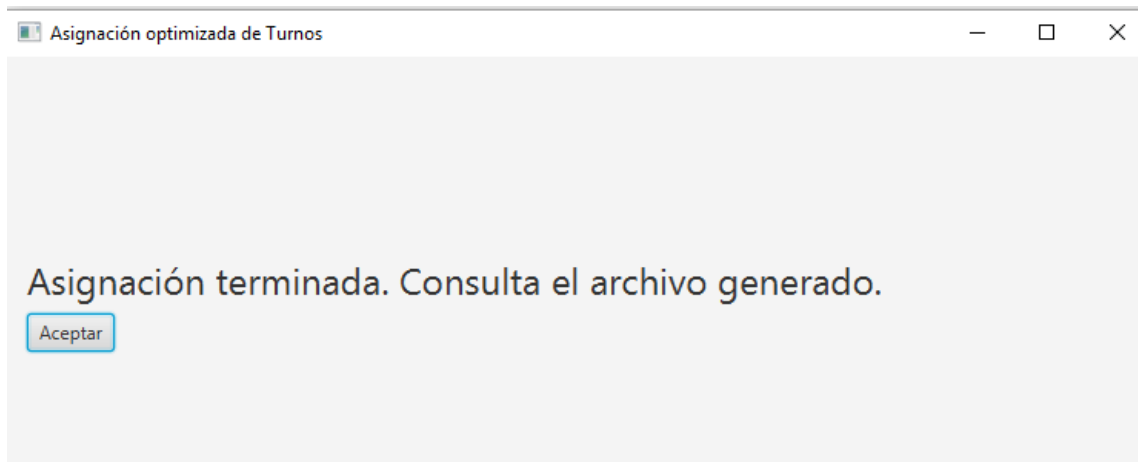 Asignación optimizada de Turnos
Asignación terminada. Consulta el archivo generado.
Aceptar